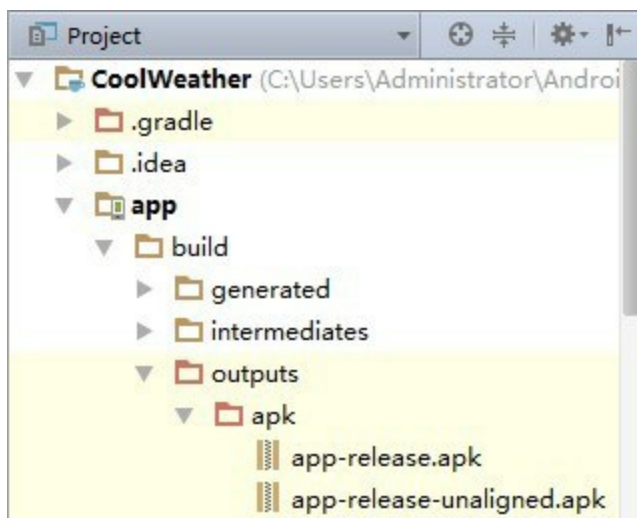 Project
CoolWeather (C:\Users\Administrator\Androi
.gradle
.idea
app
build
generated
intermediates
outputs
apk
app-release.apk
app-release-unaligned.apk